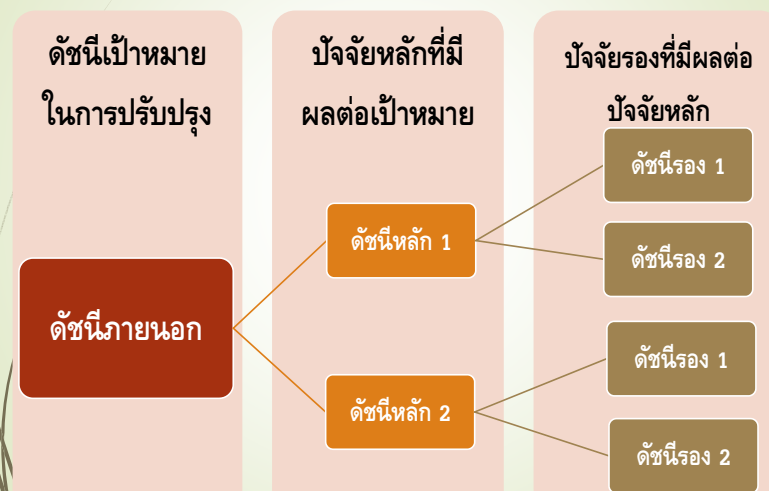 ดัชนีเป้าหมาย
ในการปรับปรุง
ปัจจัยหลักที่มี
ผลต่อเป้าหมาย
ปัจจัยรองที่มีผลต่อ
ปัจจัยหลัก
ดัชนีภายนอก
ดัชนีหลัก 1
ดัชนีหลัก 2
ดัชนีรอง 1
ดัชนีรอง 2
ดัชนีรอง 1
ดัชนีรอง 2